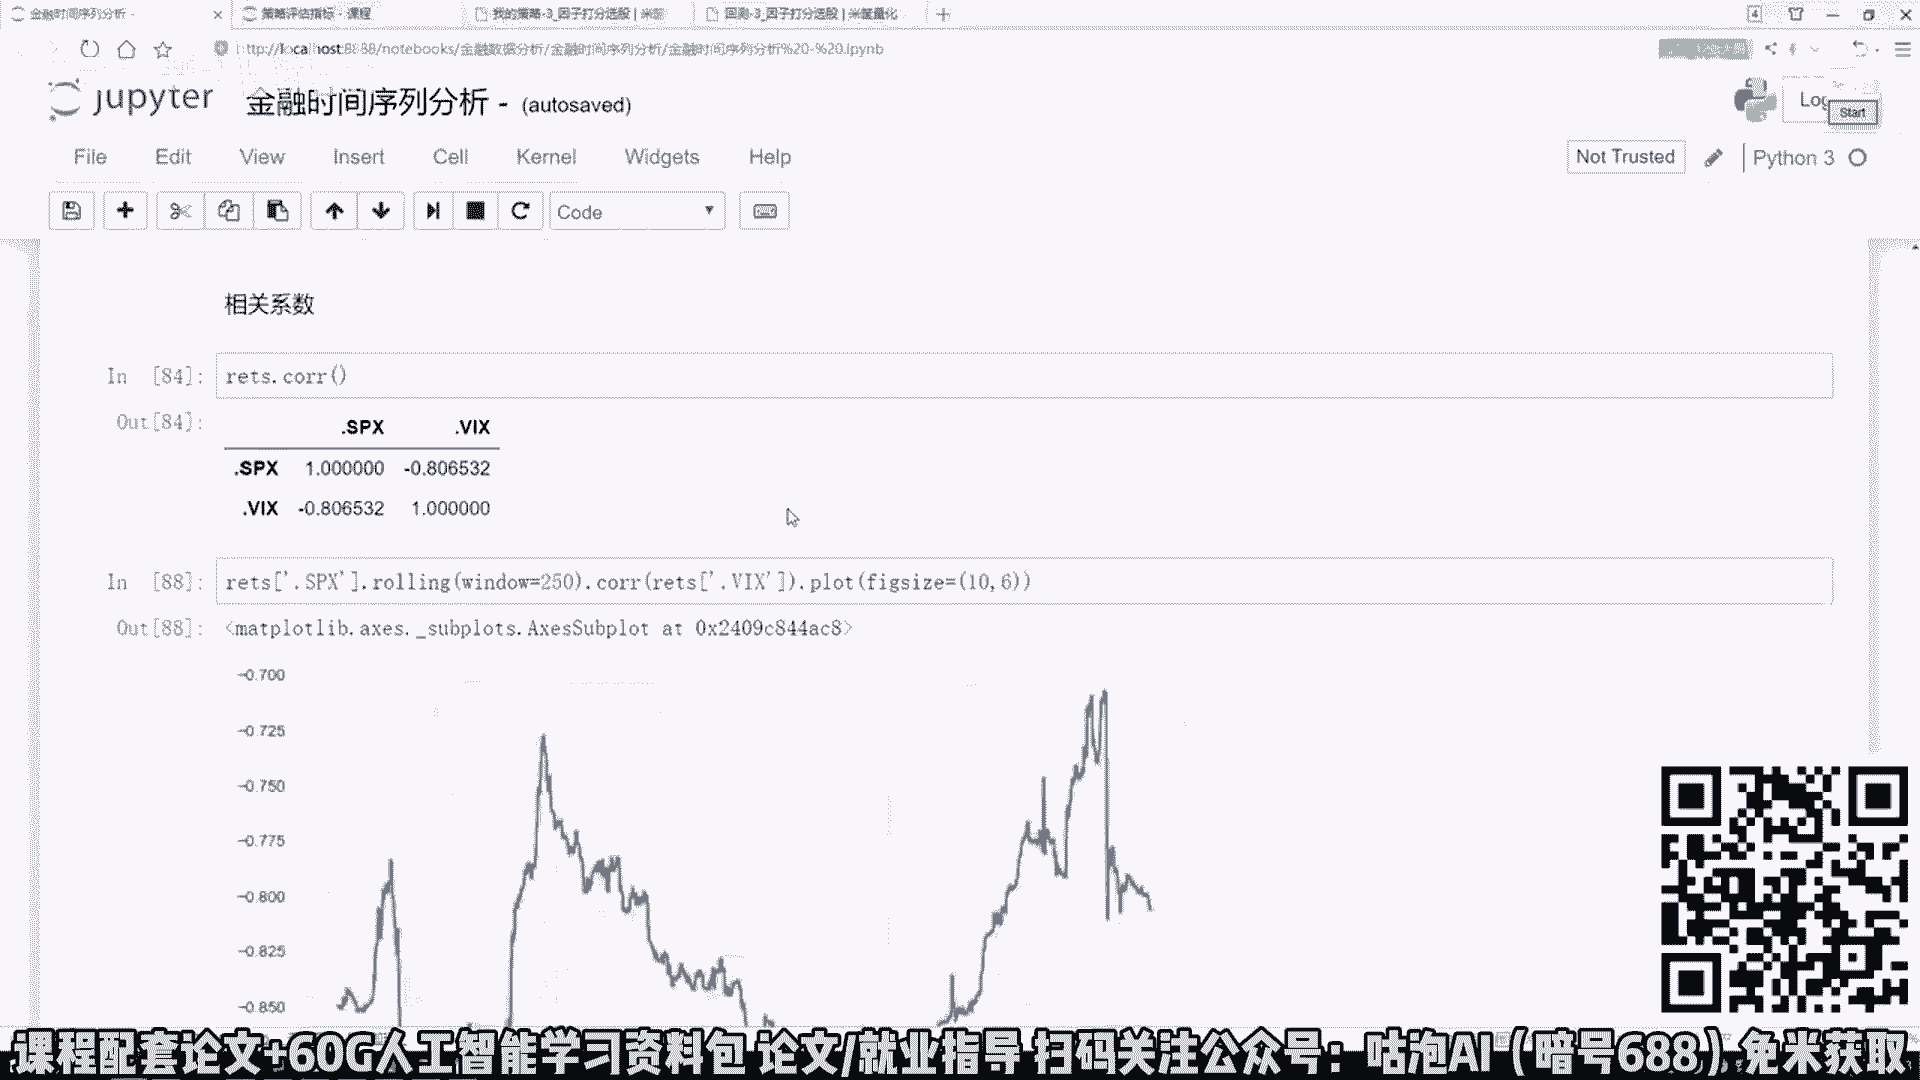 金融时间序列分析 -
策略评估指标 - 课程
我的策略-3_因子打分选股 | 米筐
回测-3_因子打分选股 | 米筐量化
4
ttp://localhost:8888/notebooks/金融数据分析/金融时间序列分析/金融时间序列分析%20-%20.ipynb
jupyter 金融时间序列分析 - (autosaved)
Start
File Edit View Insert Cell Kernel Widgets Help
Not Trusted
Python 3
Code
相关系数
In [84]: rets.corr()
Out[84]:
.SPX .VIX
.SPX 1.000000 -0.806532
.VIX -0.806532 1.000000
In [88]: rets['.SPX'].rolling(window=250).corr(rets['.VIX']).plot(figsize=(10,6))
Out[88]: <matplotlib.axes._subplots.AxesSubplot at 0x2409c844ac8>
-0.700
-0.725
-0.750
-0.775
-0.800
-0.825
-0.850
课程配套论文+60G人工智能学习资料包 论文/就业指导 扫码关注公众号：咕泡AI（暗号688）免米获取